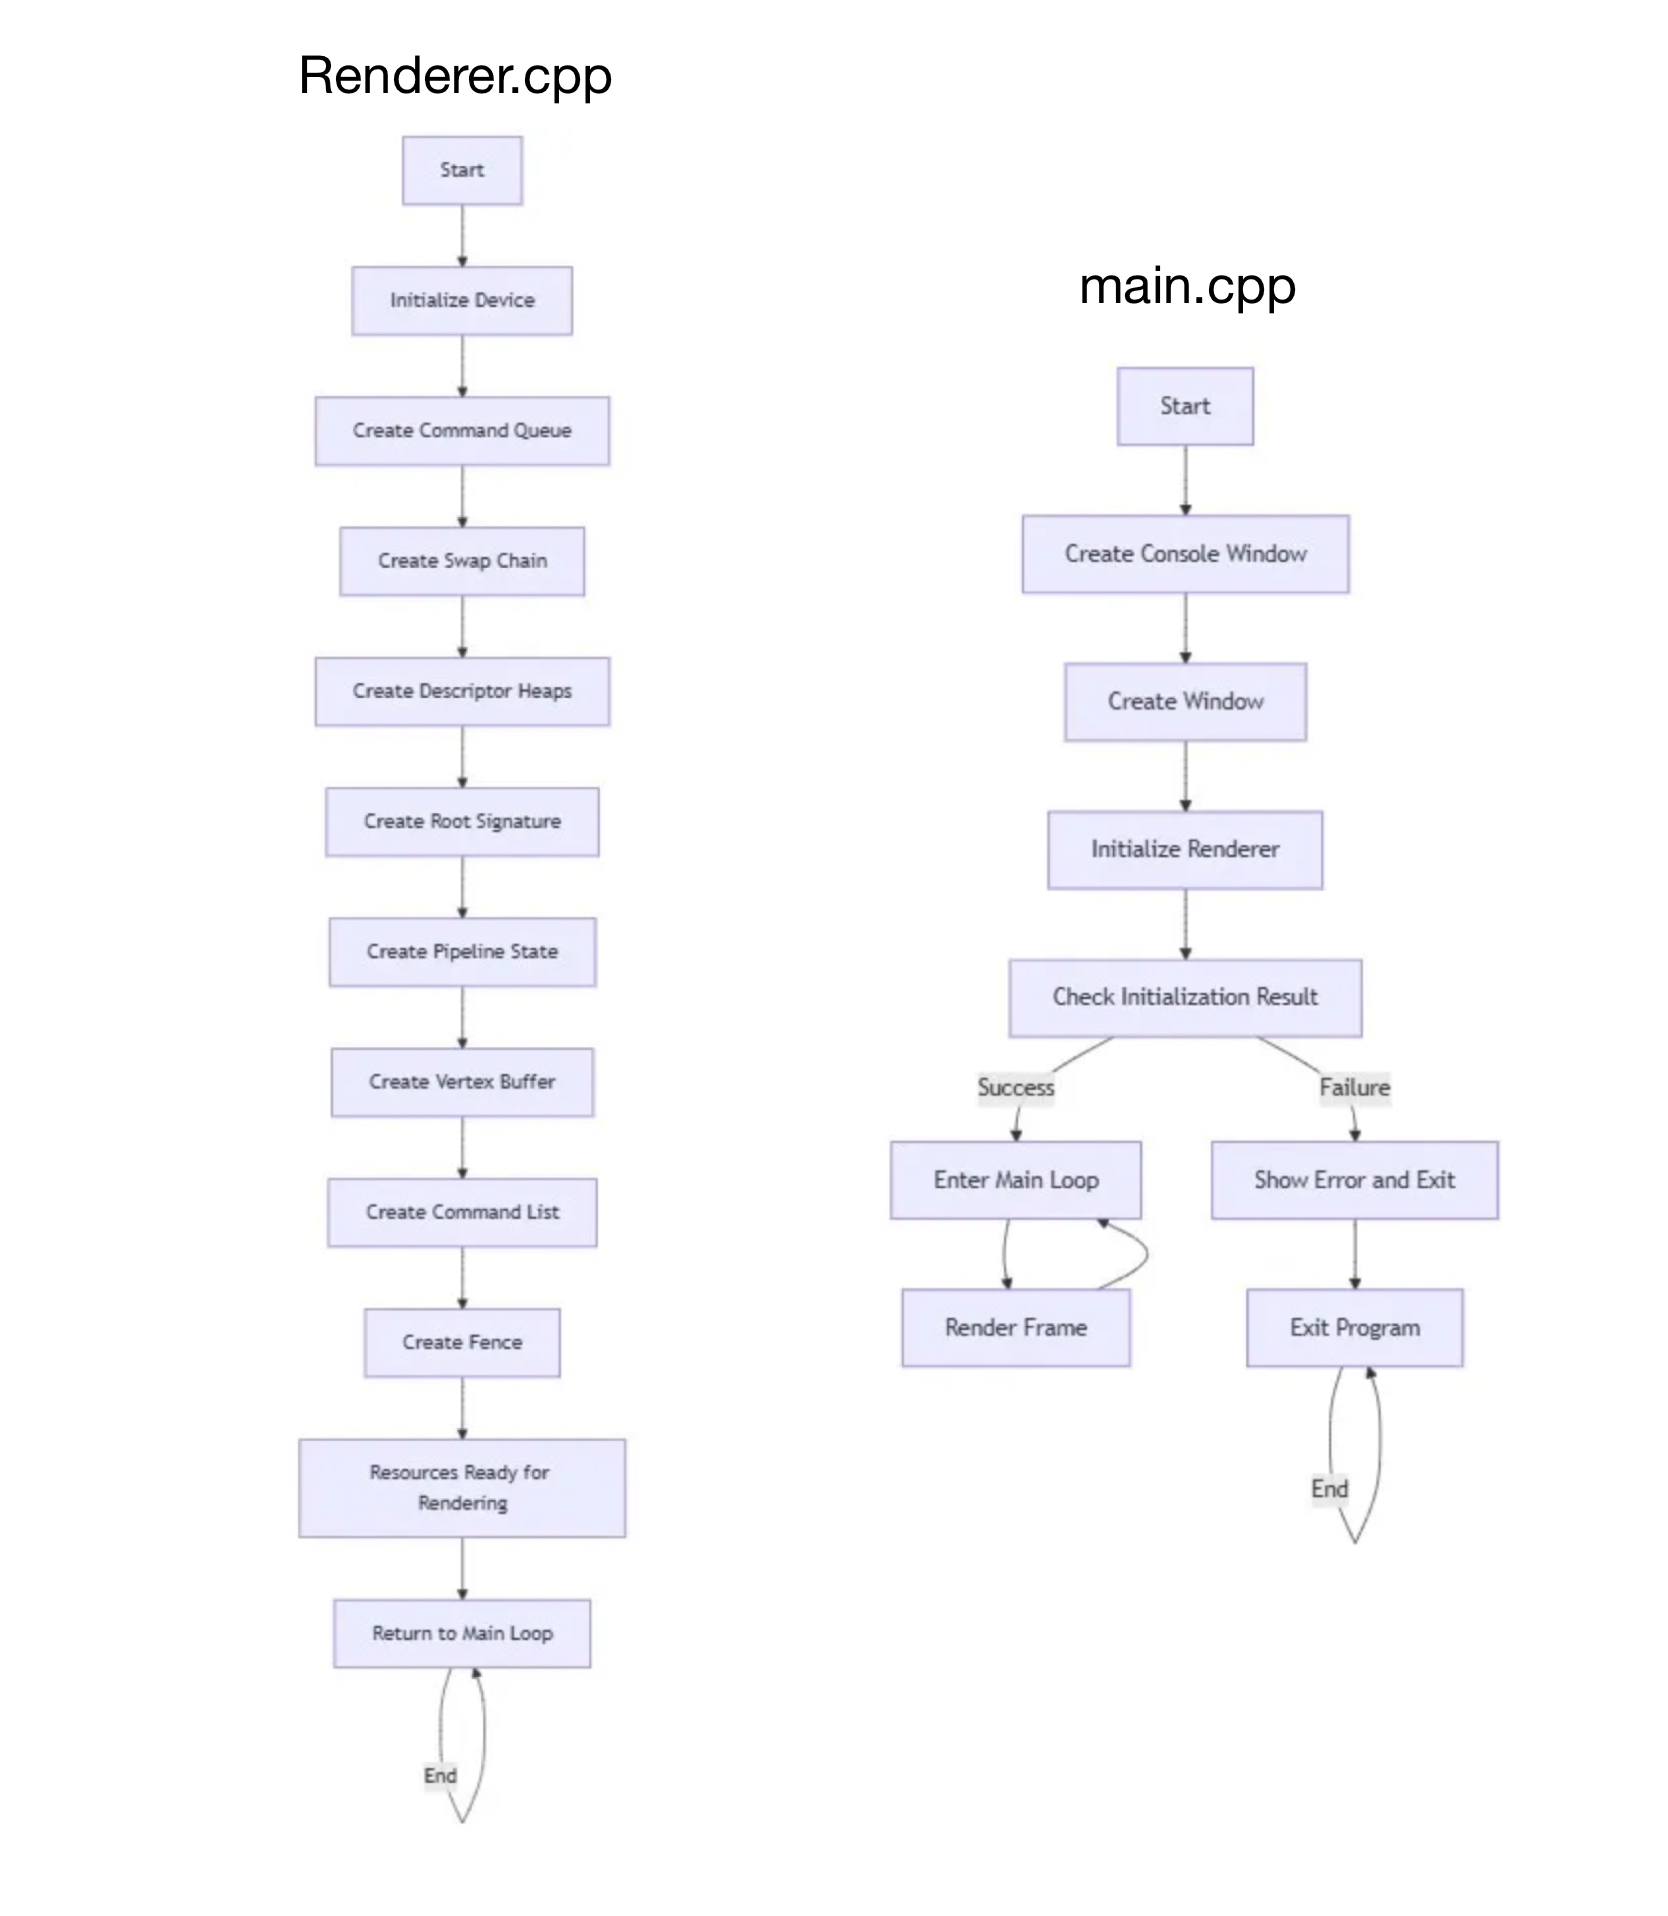 Renderer.cpp
Start
Initialize Device
Create Command Queue
Create Swap Chain
Create Descriptor Heaps
Create Root Signature
Create Pipeline State
Create Vertex Buffer
Create Command List
Create Fence
Resources Ready for
Rendering
Return to Main Loop
End
main.cpp
Start
Create Console Window
Create Window
Initialize Renderer
Check Initialization Result
Success
Failure
Enter Main Loop
Show Error and Exit
Render Frame
Exit Program
End